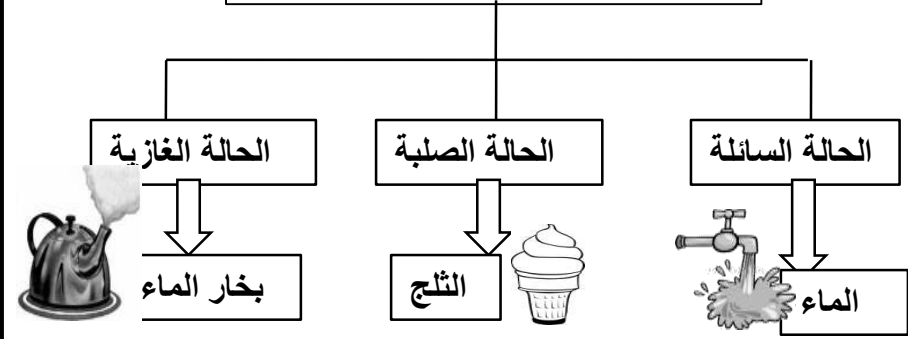 الحالة السائلة
الحالة الصلبة
الحالة الغازية
الماء
الثلج
بخار الماء